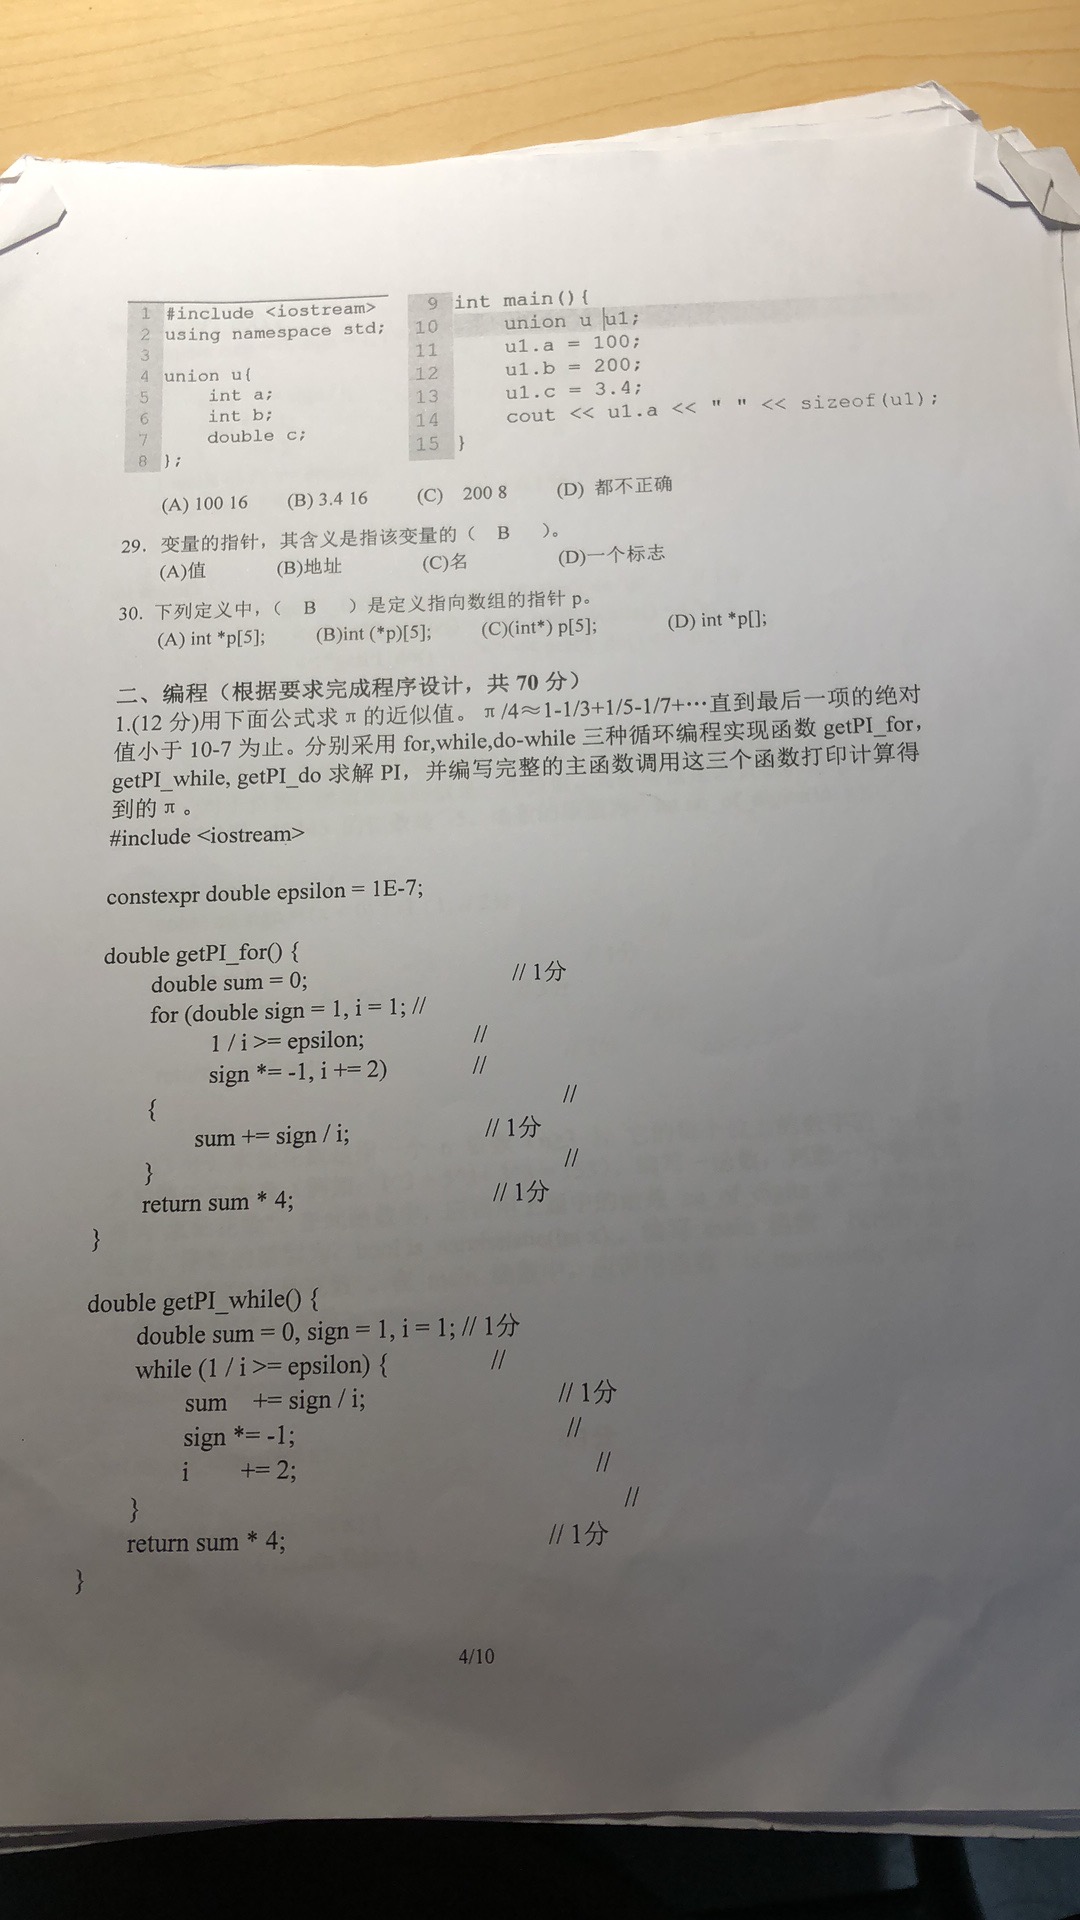 1 #include <iostream>
2 using namespace std;
3
4 union u{
5 int a;
6 int b;
7 double c;
8 };
9 int main(){
10 union u u1;
11 u1.a = 100;
12 u1.b = 200;
13 u1.c = 3.4;
14 cout << u1.a << " " << sizeof(u1);
15 }
(A) 100 16 (B) 3.4 16 (C) 200 8 (D) 都不正确
29. 变量的指针，其含义是指该变量的（ B ）。
(A)值 (B)地址 (C)名 (D)一个标志
30. 下列定义中，（ B ）是定义指向数组的指针 p。
(A) int *p[5]; (B)int (*p)[5]; (C)(int*) p[5]; (D) int *p[];
二、编程（根据要求完成程序设计，共 70 分）
1.(12 分)用下面公式求 π 的近似值。π/4≈1-1/3+1/5-1/7+…直到最后一项的绝对
值小于 10-7 为止。分别采用 for,while,do-while 三种循环编程实现函数 getPI_for，
getPI_while, getPI_do 求解 PI，并编写完整的主函数调用这三个函数打印计算得
到的 π。
#include <iostream>
constexpr double epsilon = 1E-7;
double getPI_for() {
double sum = 0; // 1分
for (double sign = 1, i = 1; //
1 / i >= epsilon; //
sign *= -1, i += 2) //
{ //
sum += sign / i; // 1分
} //
return sum * 4; // 1分
}
double getPI_while() {
double sum = 0, sign = 1, i = 1; // 1分
while (1 / i >= epsilon) { //
sum += sign / i; // 1分
sign *= -1; //
i += 2; //
} //
return sum * 4; // 1分
}
4/10